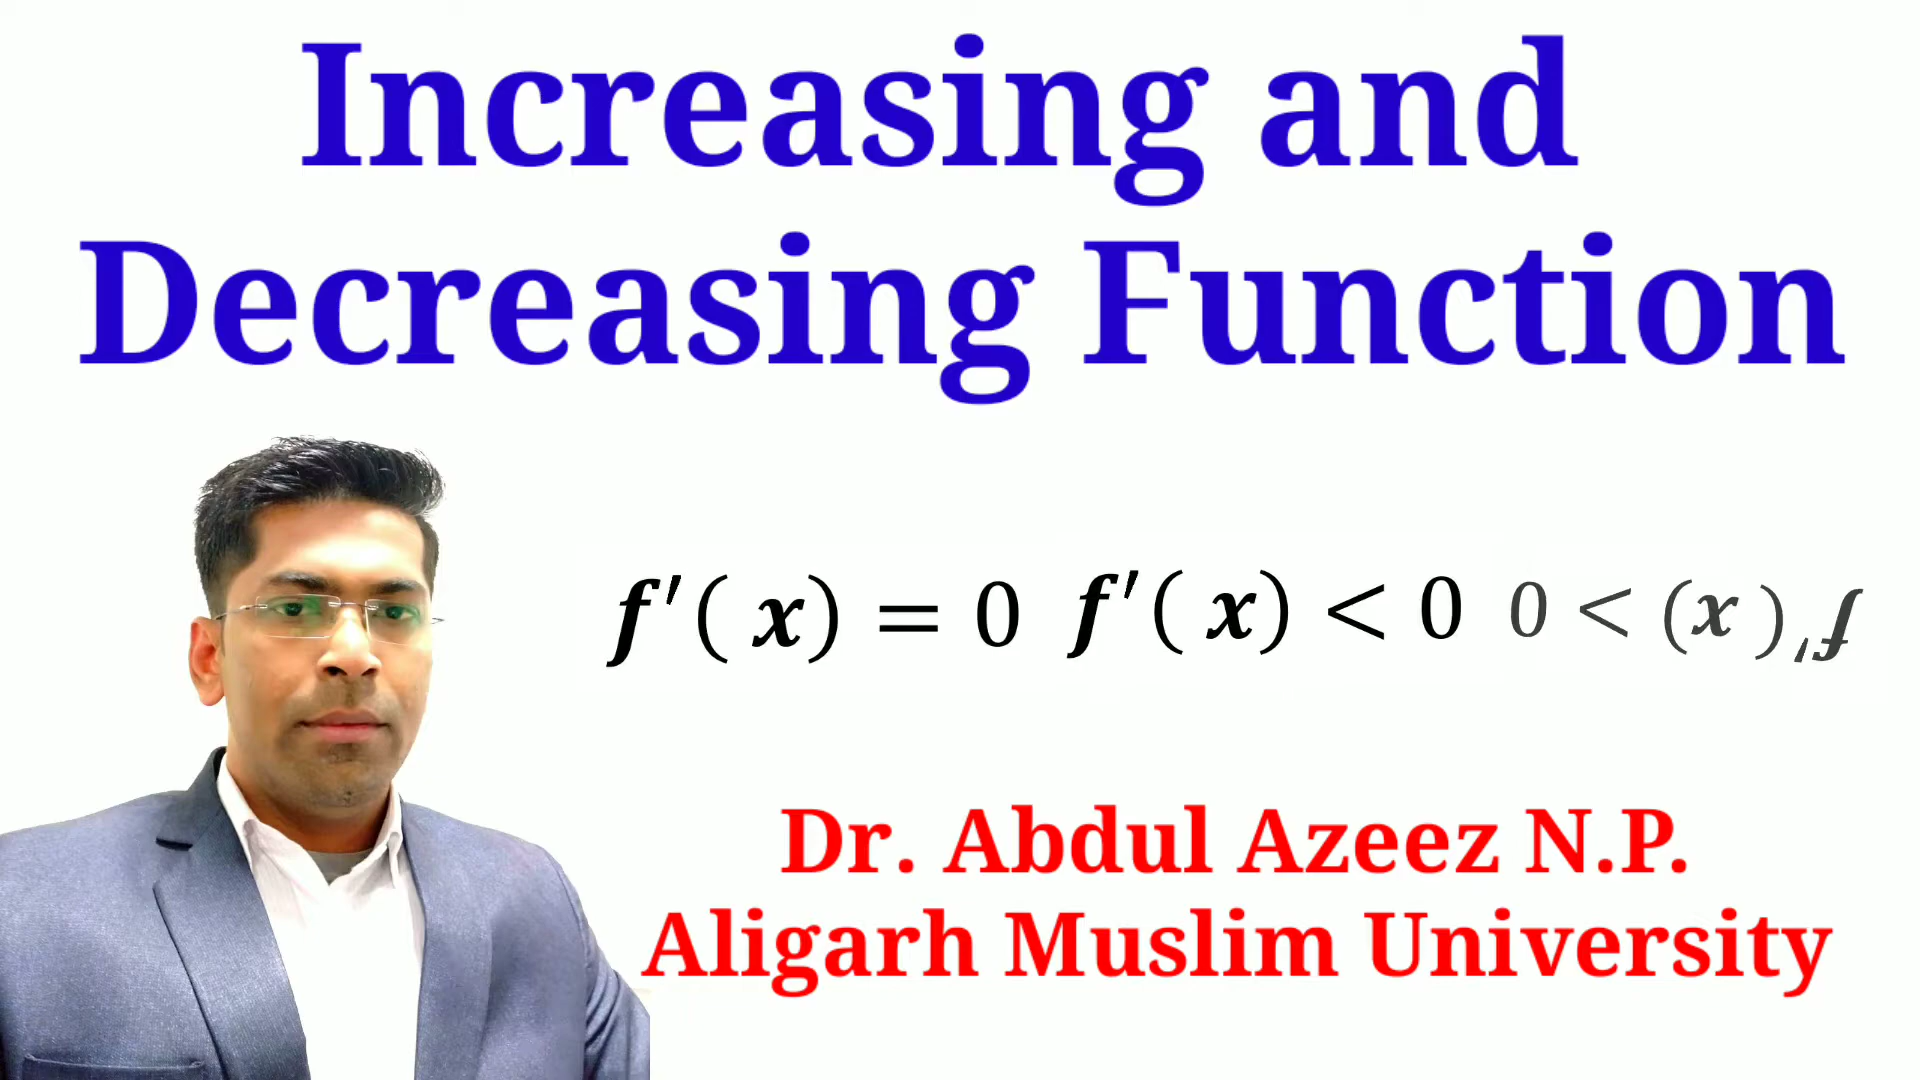 Increasing and
Decreasing Function
f′( x) = 0 f′( x) < 0 0 < (x )′f
Dr. Abdul Azeez N.P.
Aligarh Muslim University